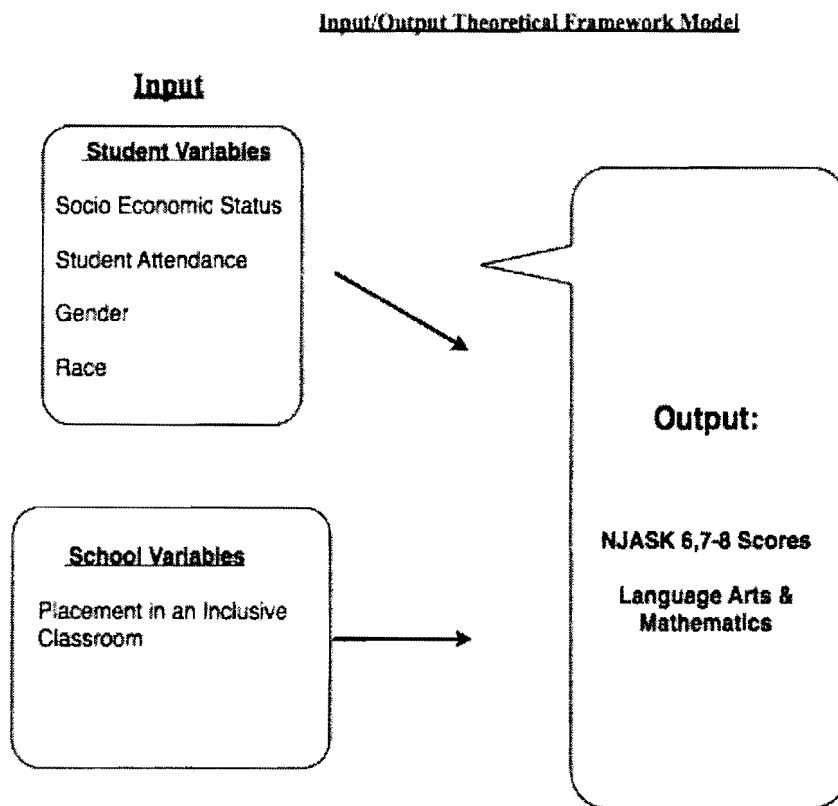 Input/Output Theoretical Framework Model
Input
Student Variables
Socio Economic Status
Student Attendance
Gender
Race
School Variables
Placement in an Inclusive
Classroom
Output:
NJASK 6,7-8 Scores
Language Arts &
Mathematics